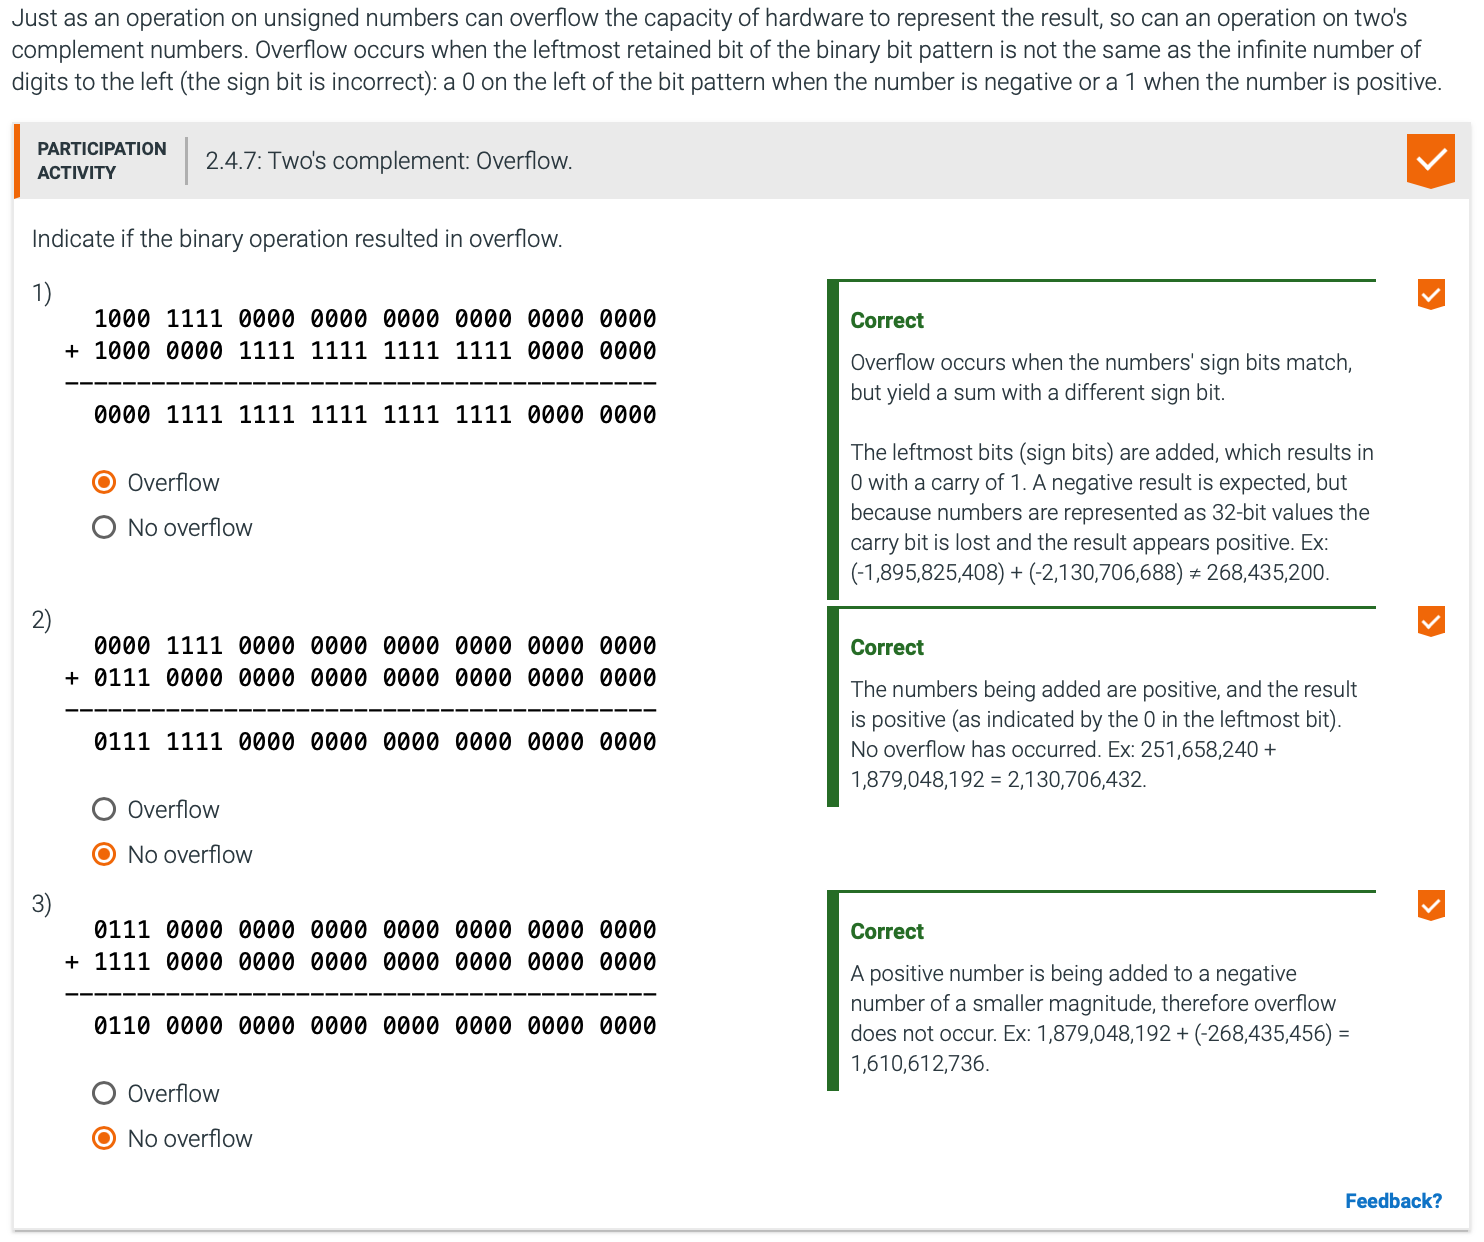 Just as an operation on unsigned numbers can overflow the capacity of hardware to represent the result, so can an operation on two's
complement numbers. Overflow occurs when the leftmost retained bit of the binary bit pattern is not the same as the infinite number of
digits to the left (the sign bit is incorrect): a 0 on the left of the bit pattern when the number is negative or a 1 when the number is positive.
PARTICIPATION
ACTIVITY
2.4.7: Two's complement: Overflow.
Indicate if the binary operation resulted in overflow.
1)
1000 1111 0000 0000 0000 0000 0000 0000
+ 1000 0000 1111 1111 1111 1111 0000 0000
-----------------------------------------
0000 1111 1111 1111 1111 1111 0000 0000
Overflow
No overflow
Correct
Overflow occurs when the numbers' sign bits match,
but yield a sum with a different sign bit.
The leftmost bits (sign bits) are added, which results in
0 with a carry of 1. A negative result is expected, but
because numbers are represented as 32-bit values the
carry bit is lost and the result appears positive. Ex:
(-1,895,825,408) + (-2,130,706,688) ≠ 268,435,200.
2)
0000 1111 0000 0000 0000 0000 0000 0000
+ 0111 0000 0000 0000 0000 0000 0000 0000
-----------------------------------------
0111 1111 0000 0000 0000 0000 0000 0000
Overflow
No overflow
Correct
The numbers being added are positive, and the result
is positive (as indicated by the 0 in the leftmost bit).
No overflow has occurred. Ex: 251,658,240 +
1,879,048,192 = 2,130,706,432.
3)
0111 0000 0000 0000 0000 0000 0000 0000
+ 1111 0000 0000 0000 0000 0000 0000 0000
-----------------------------------------
0110 0000 0000 0000 0000 0000 0000 0000
Overflow
No overflow
Correct
A positive number is being added to a negative
number of a smaller magnitude, therefore overflow
does not occur. Ex: 1,879,048,192 + (-268,435,456) =
1,610,612,736.
Feedback?